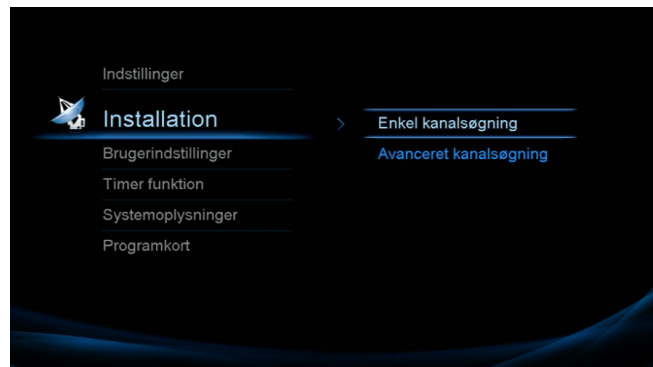 Indstillinger
Installation
Enkel kanalsøgning
Brugerindstillinger
Avanceret kanalsøgning
Timer funktion
Systemoplysninger
Programkort